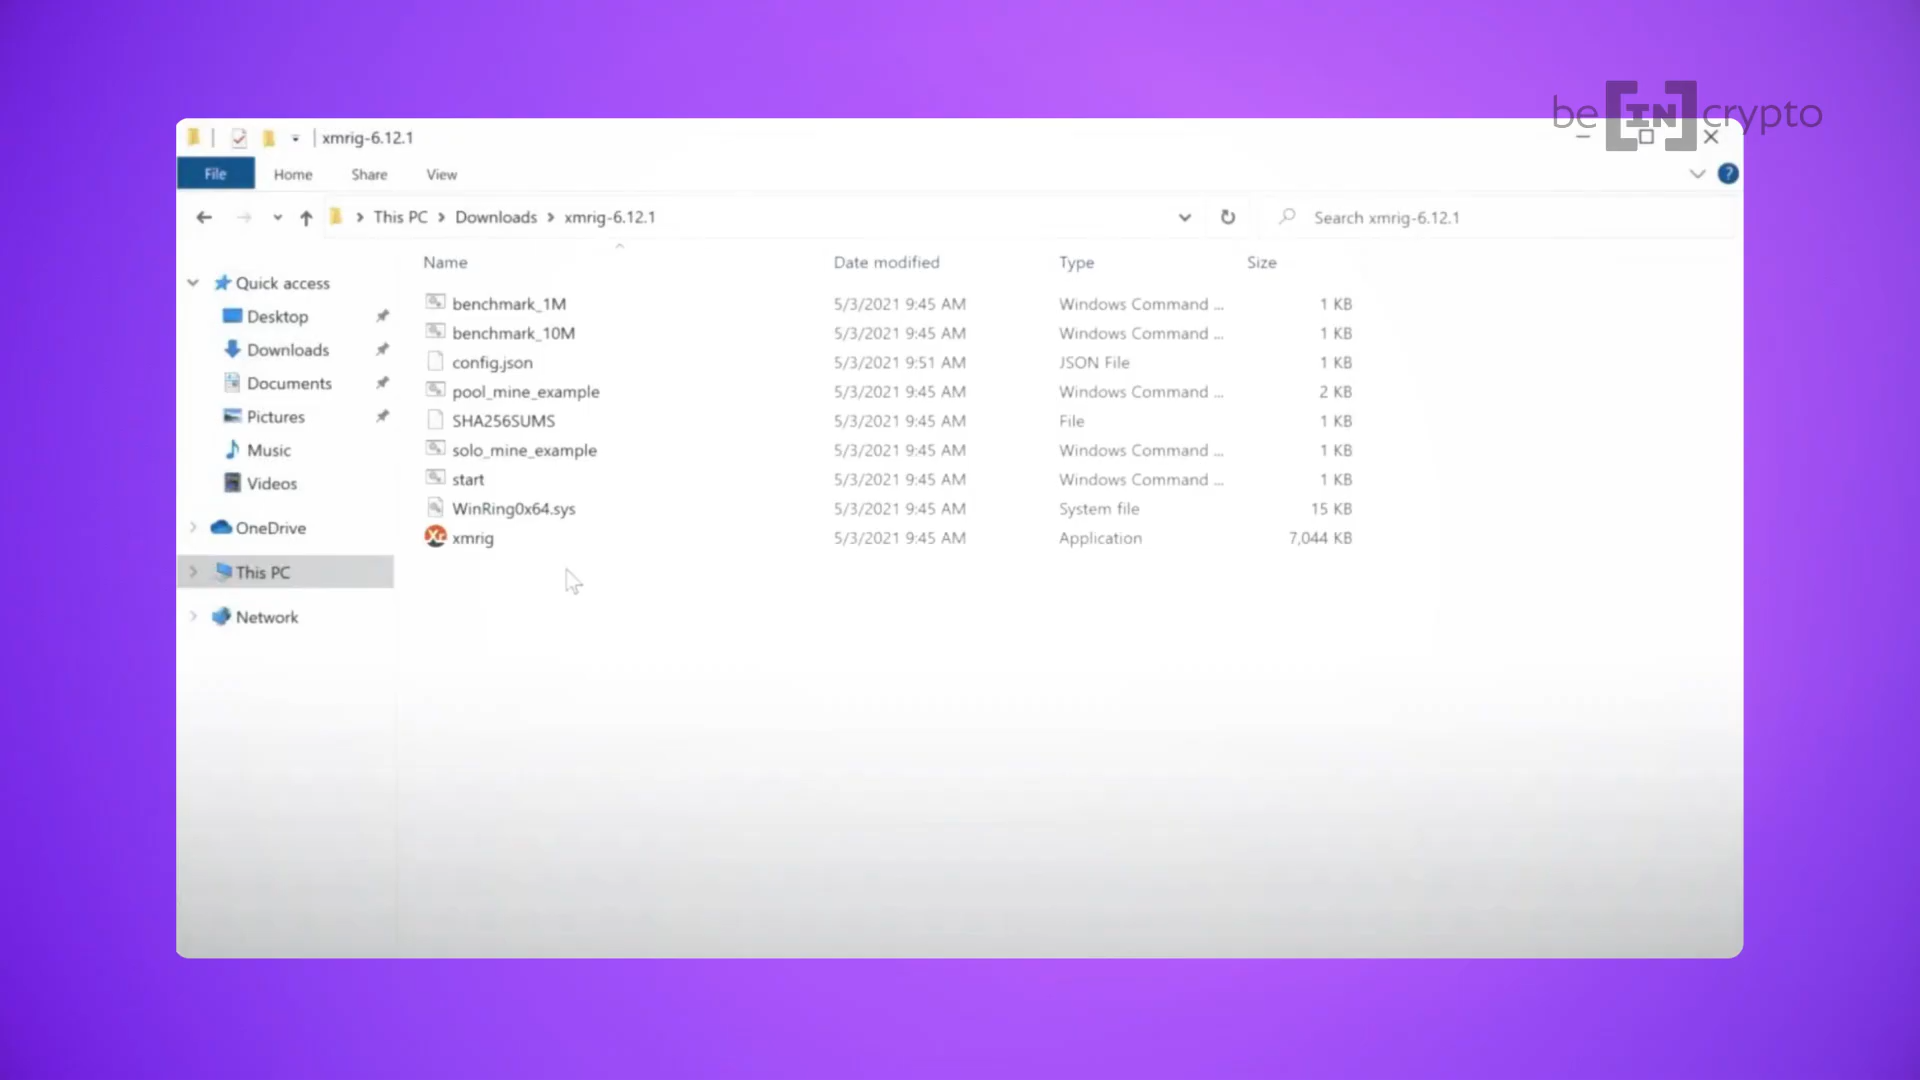 be [IN] crypto
xmrig-6.12.1
File Home Share View
This PC Downloads xmrig-6.12.1 Search xmrig-6.12.1
Name Date modified Type Size
Quick access
Desktop
Downloads
Documents
Pictures
Music
Videos
OneDrive
This PC
Network
benchmark_1M 5/3/2021 9:45 AM Windows Command ... 1 KB
benchmark_10M 5/3/2021 9:45 AM Windows Command ... 1 KB
config.json 5/3/2021 9:51 AM JSON File 1 KB
pool_mine_example 5/3/2021 9:45 AM Windows Command ... 2 KB
SHA256SUMS 5/3/2021 9:45 AM File 1 KB
solo_mine_example 5/3/2021 9:45 AM Windows Command ... 1 KB
start 5/3/2021 9:45 AM Windows Command ... 1 KB
WinRing0x64.sys 5/3/2021 9:45 AM System file 15 KB
xmrig 5/3/2021 9:45 AM Application 7,044 KB